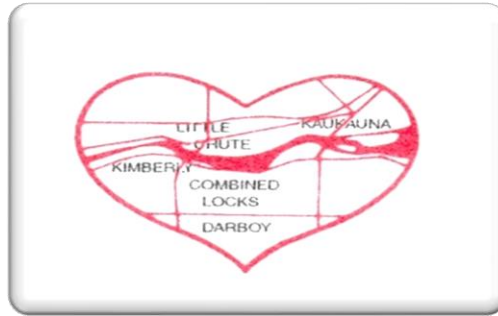 LITTLE
CHUTE
KAUKAUNA
KIMBERLY
COMBINED
LOCKS
DARBOY